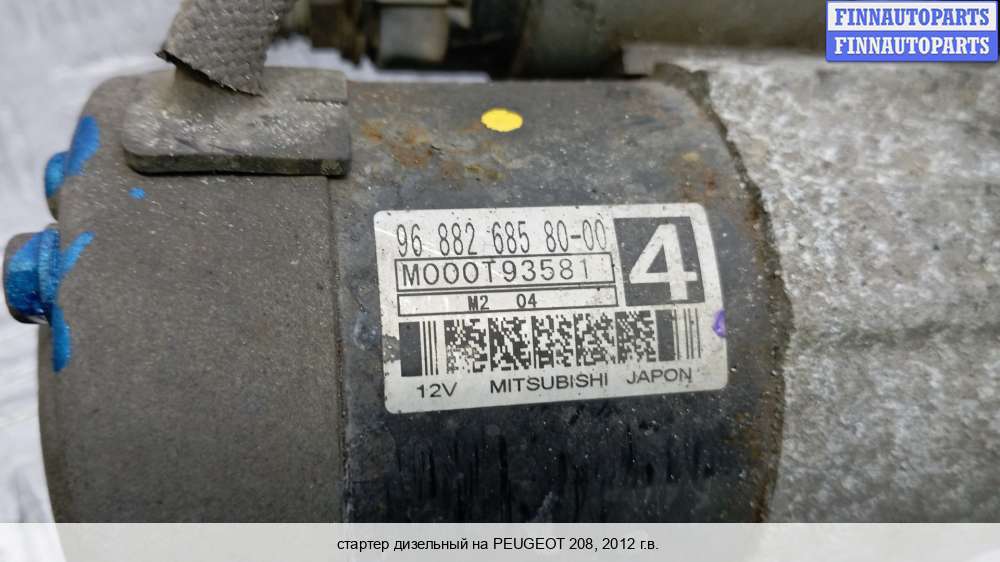 FINNAUTOPARTS
FINNAUTOPARTS
96 882 685 80-00
4
M000T93581
M2 04
12V MITSUBISHI JAPON
стартер дизельный на PEUGEOT 208, 2012 г.в.